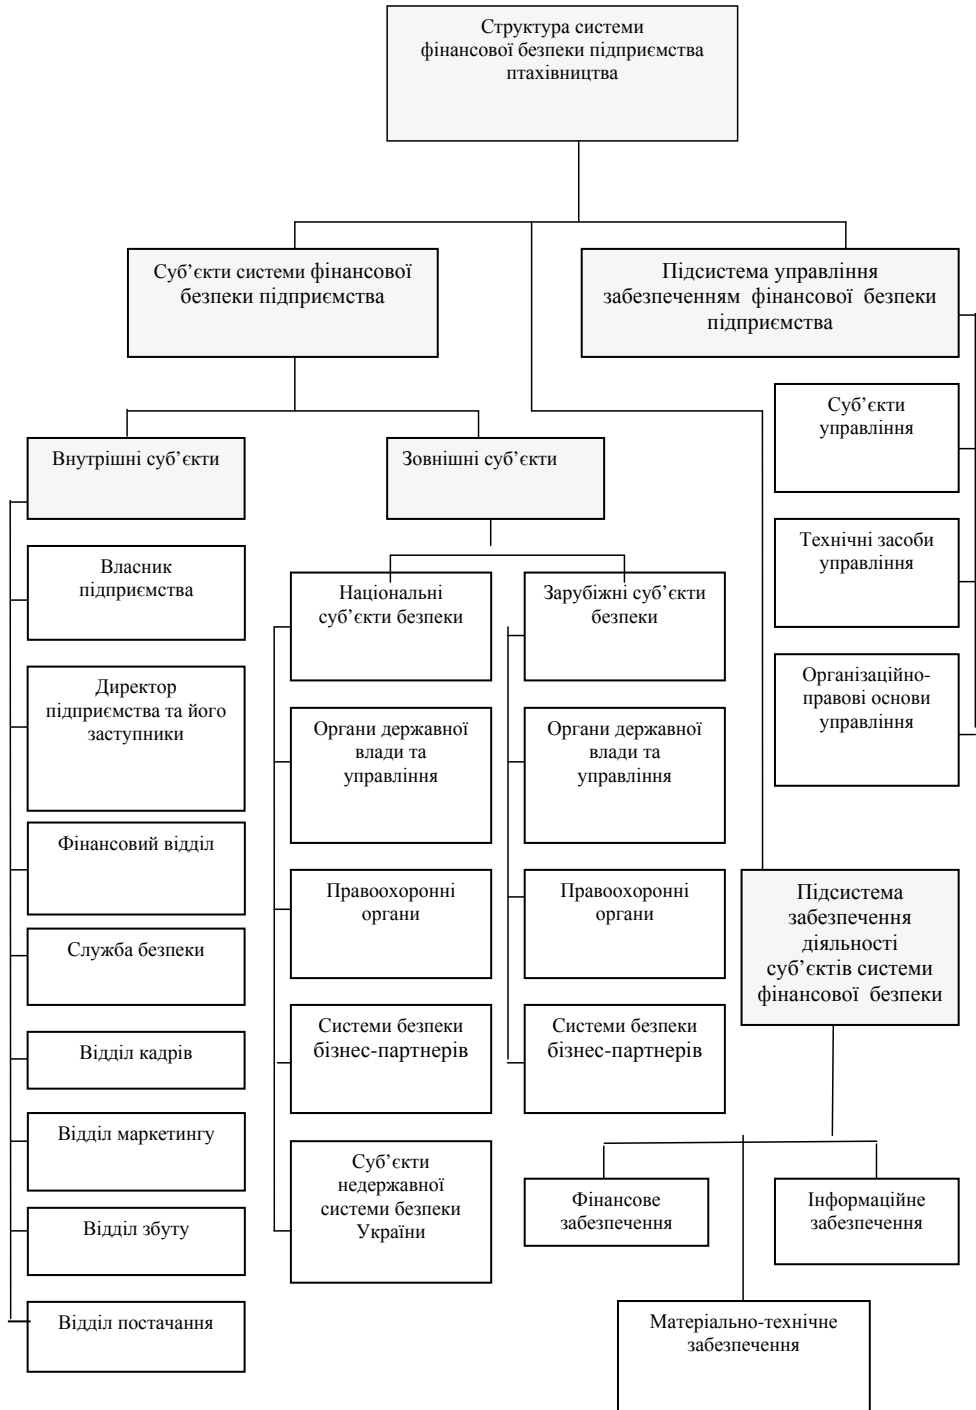 Структура системи
фінансової безпеки підприємства
птахівництва
Суб’єкти системи фінансової
безпеки підприємства
Підсистема управління
забезпеченням фінансової безпеки
підприємства
Суб’єкти
управління
Технічні засоби
управління
Організаційно-
правові основи
управління
Внутрішні суб’єкти
Зовнішні суб’єкти
Власник
підприємства
Директор
підприємства та його
заступники
Фінансовий відділ
Служба безпеки
Відділ кадрів
Відділ маркетингу
Відділ збуту
Відділ постачання
Національні
суб’єкти безпеки
Органи державної
влади та
управління
Правоохоронні
органи
Системи безпеки
бізнес-партнерів
Суб’єкти
недержавної
системи безпеки
України
Зарубіжні суб’єкти
безпеки
Органи державної
влади та
управління
Правоохоронні
органи
Системи безпеки
бізнес-партнерів
Підсистема
забезпечення
діяльності
суб’єктів системи
фінансової безпеки
Фінансове
забезпечення
Інформаційне
забезпечення
Матеріально-технічне
забезпечення